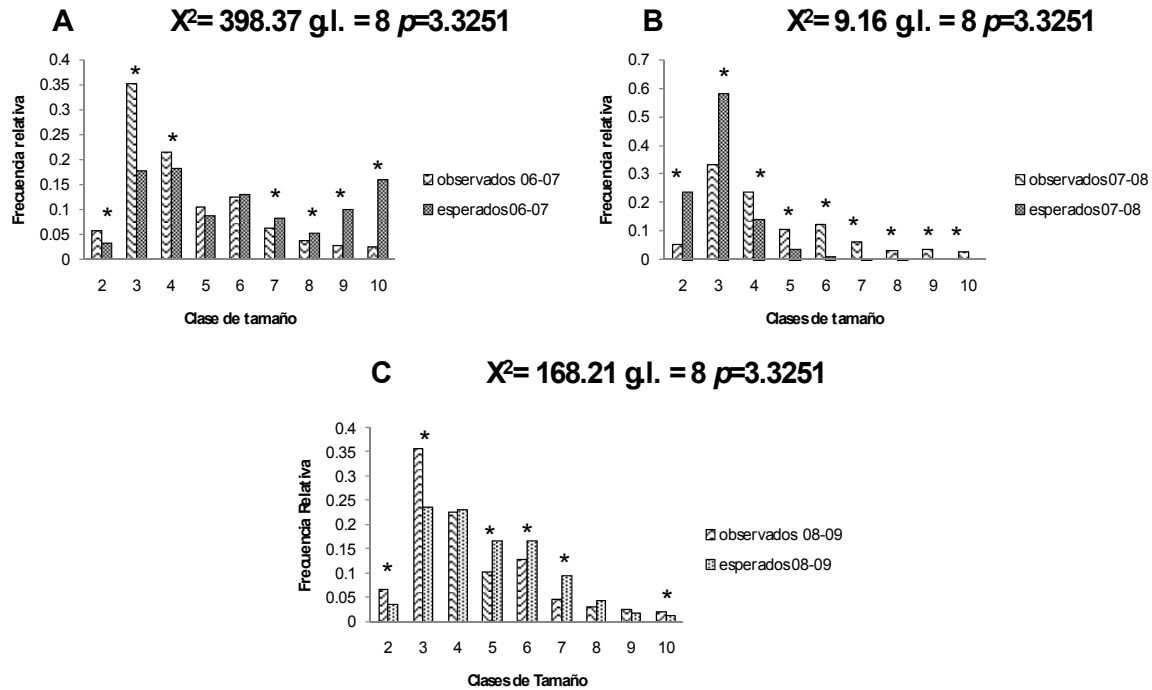 A
X²= 398.37 g.l. = 8 p=3.3251
0.4
0.35
0.3
0.25
0.2
0.15
0.1
0.05
0
Frecuencia relativa
* * * * * *
*
2 3 4 5 6 7 8 9 10
Clase de tamaño
observados 06-07
esperados06-07
B
X²= 9.16 g.l. = 8 p=3.3251
0.7
0.6
0.5
0.4
0.3
0.2
0.1
0
Frecuencia relativa
* * * * * * * * *
2 3 4 5 6 7 8 9 10
Clases de tamaño
observados07-08
esperados07-08
C
X²= 168.21 g.l. = 8 p=3.3251
0.4
0.35
0.3
0.25
0.2
0.15
0.1
0.05
0
Frecuencia Relativa
* * * * * *
2 3 4 5 6 7 8 9 10
Clases de Tamaño
observados 08-09
esperados08-09